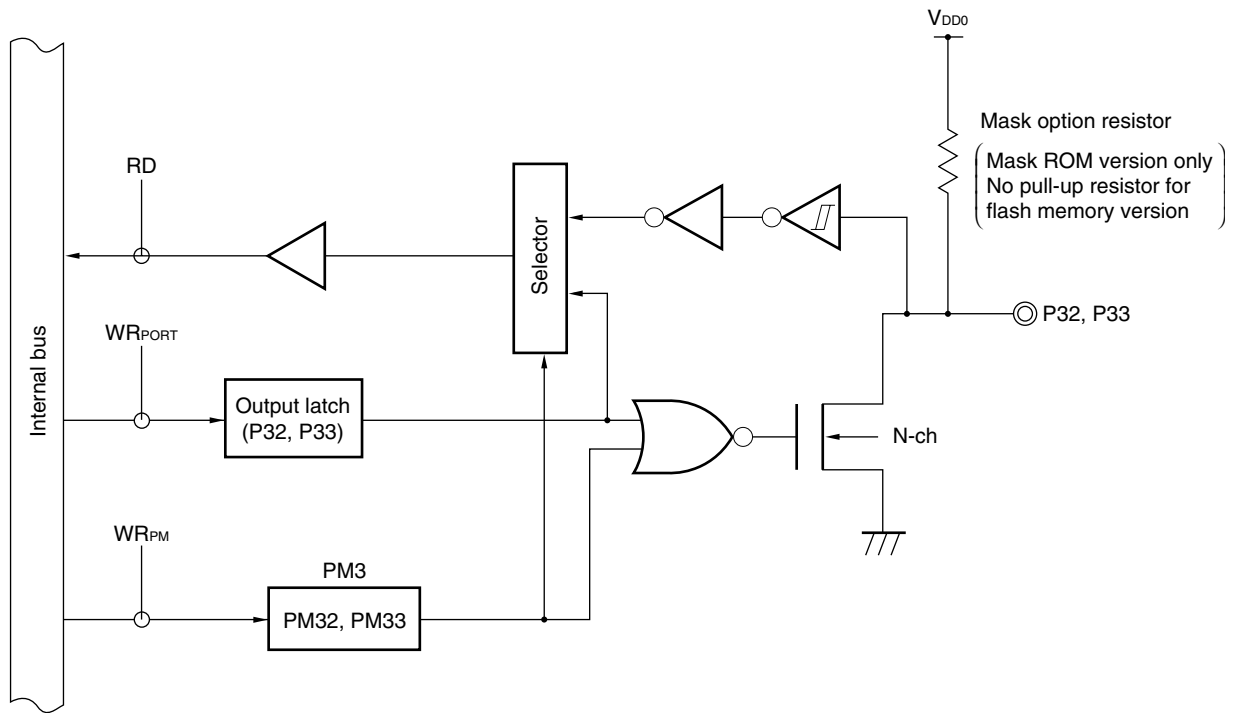 VDD0
Mask option resistor
Mask ROM version only
No pull-up resistor for
flash memory version
RD
Selector
P32, P33
Internal bus
WRPORT
Output latch
(P32, P33)
N-ch
WRPM
PM3
PM32, PM33